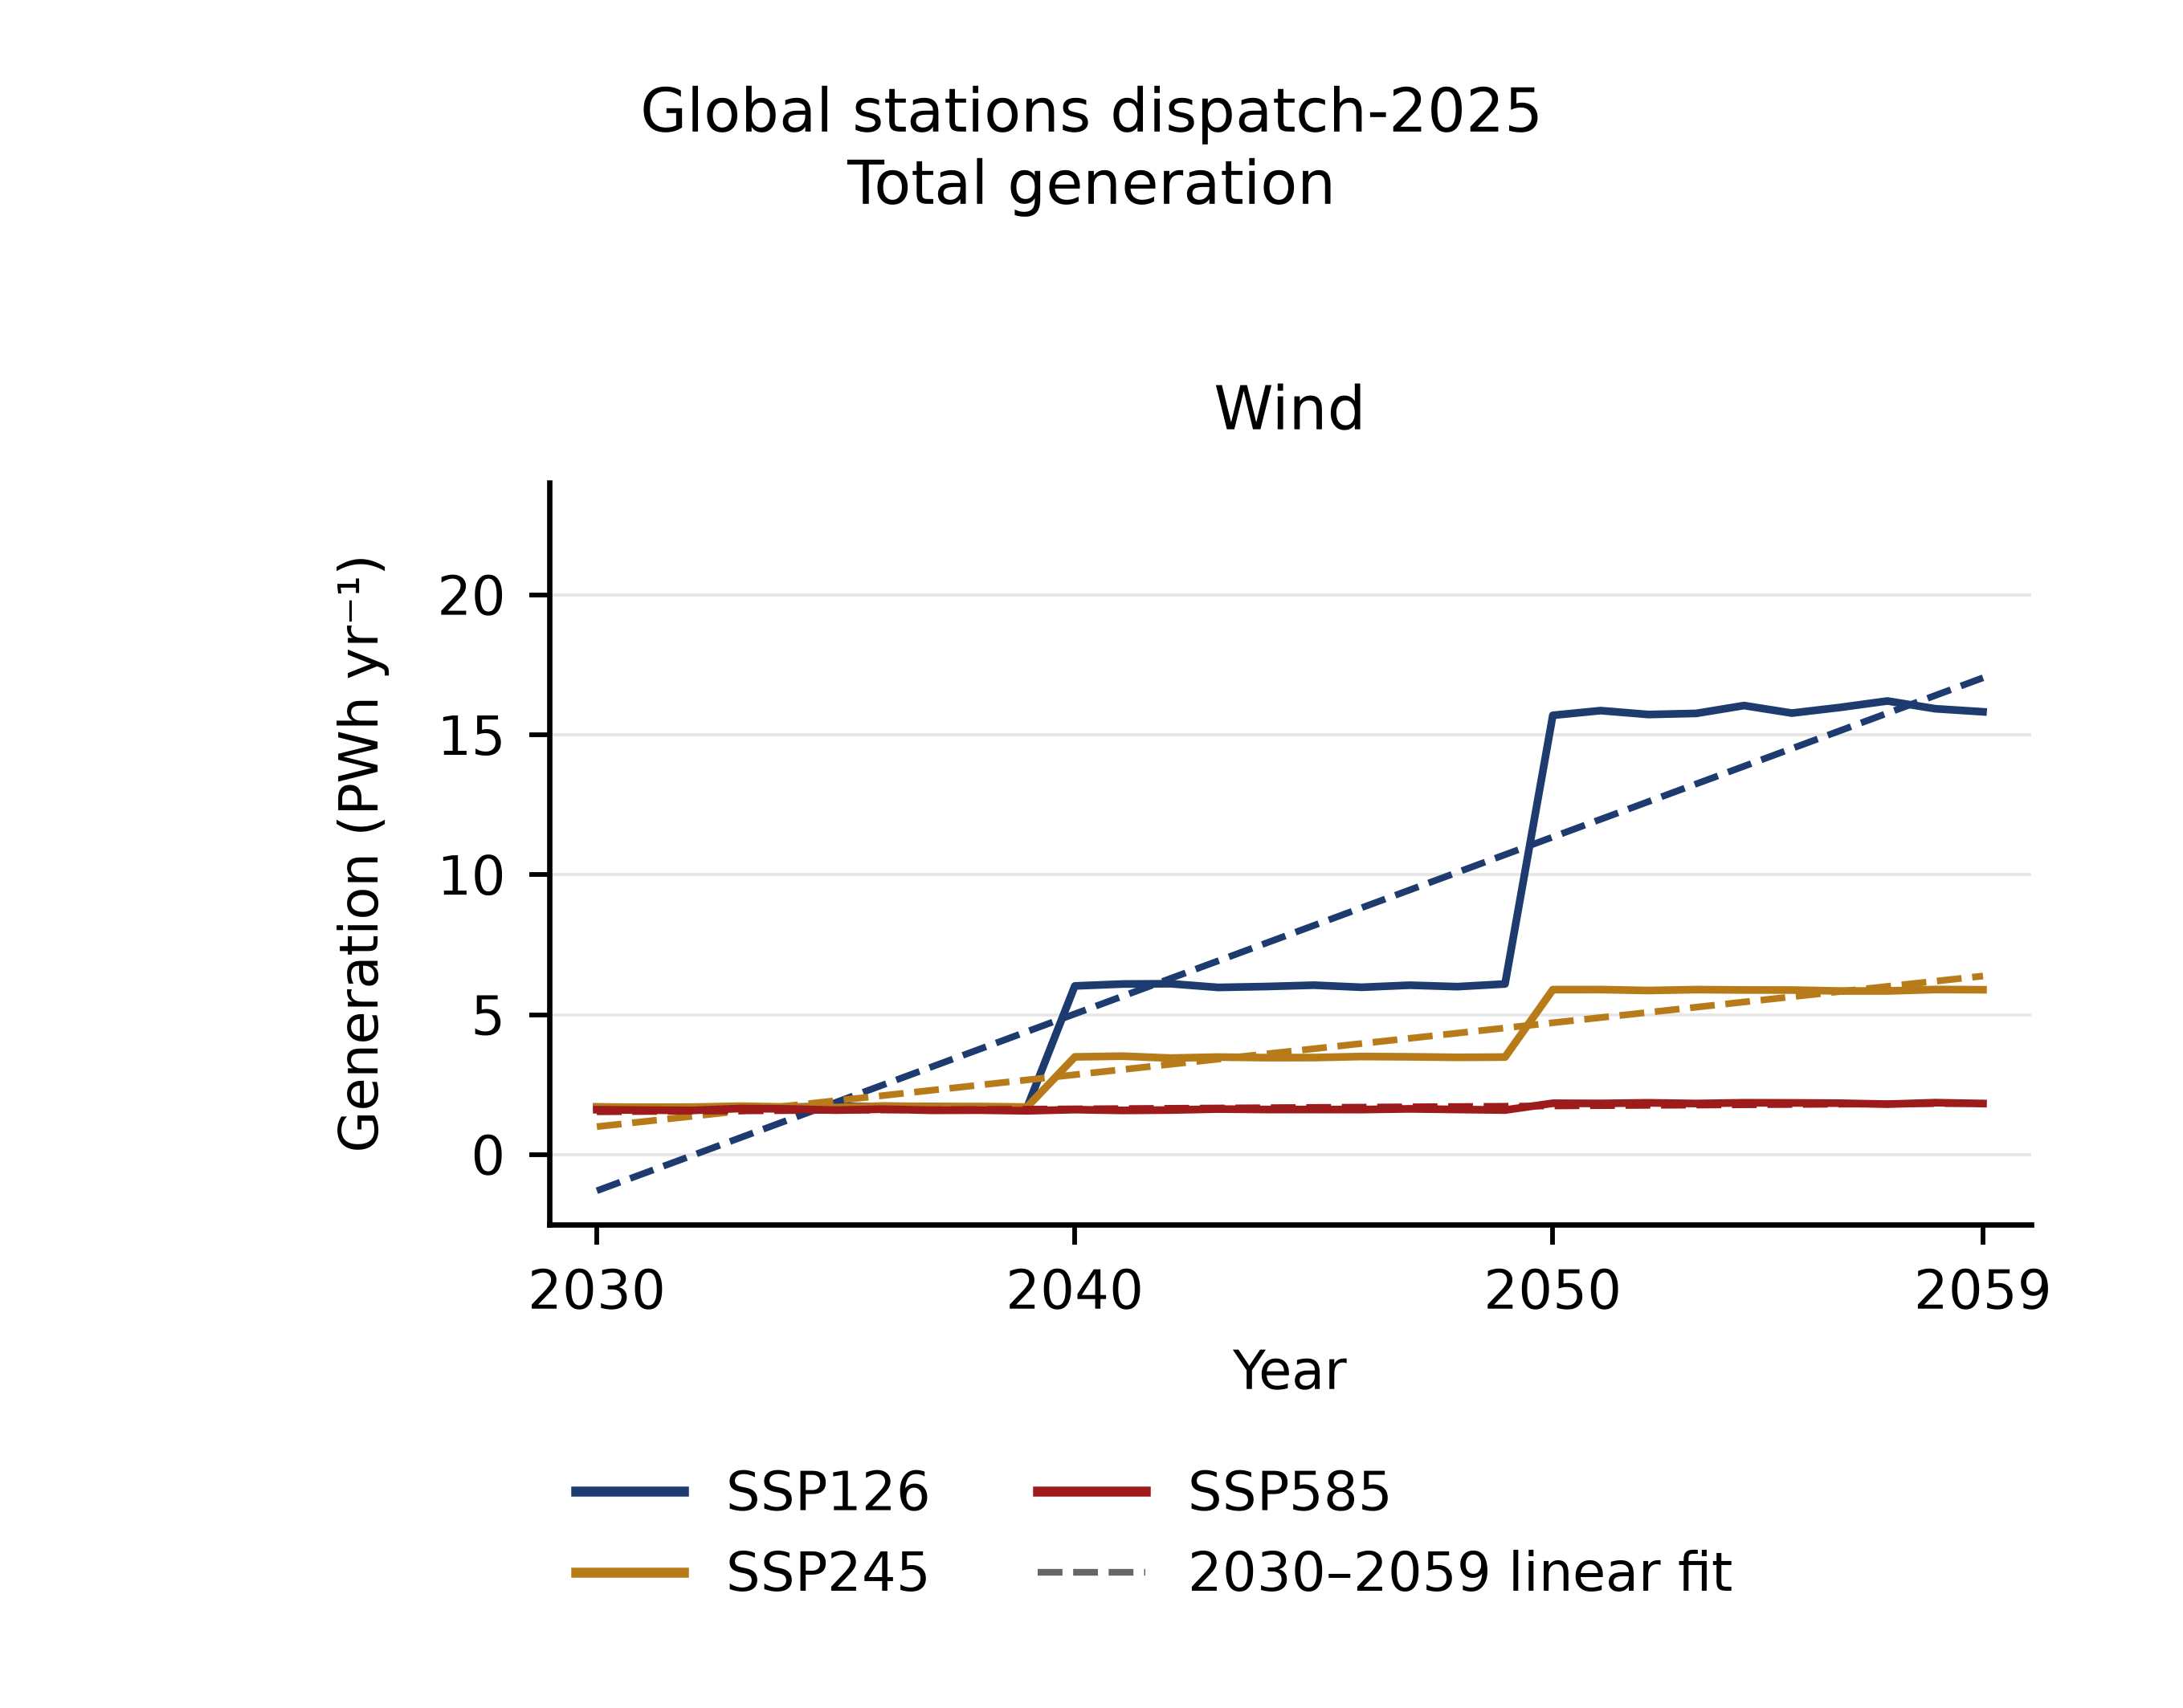 Global stations dispatch-2025
Total generation
Wind
Generation (PWh yr⁻¹)
20
15
10
5
0
2030
2040
2050
2059
Year
SSP126
SSP245
SSP585
2030–2059 linear fit